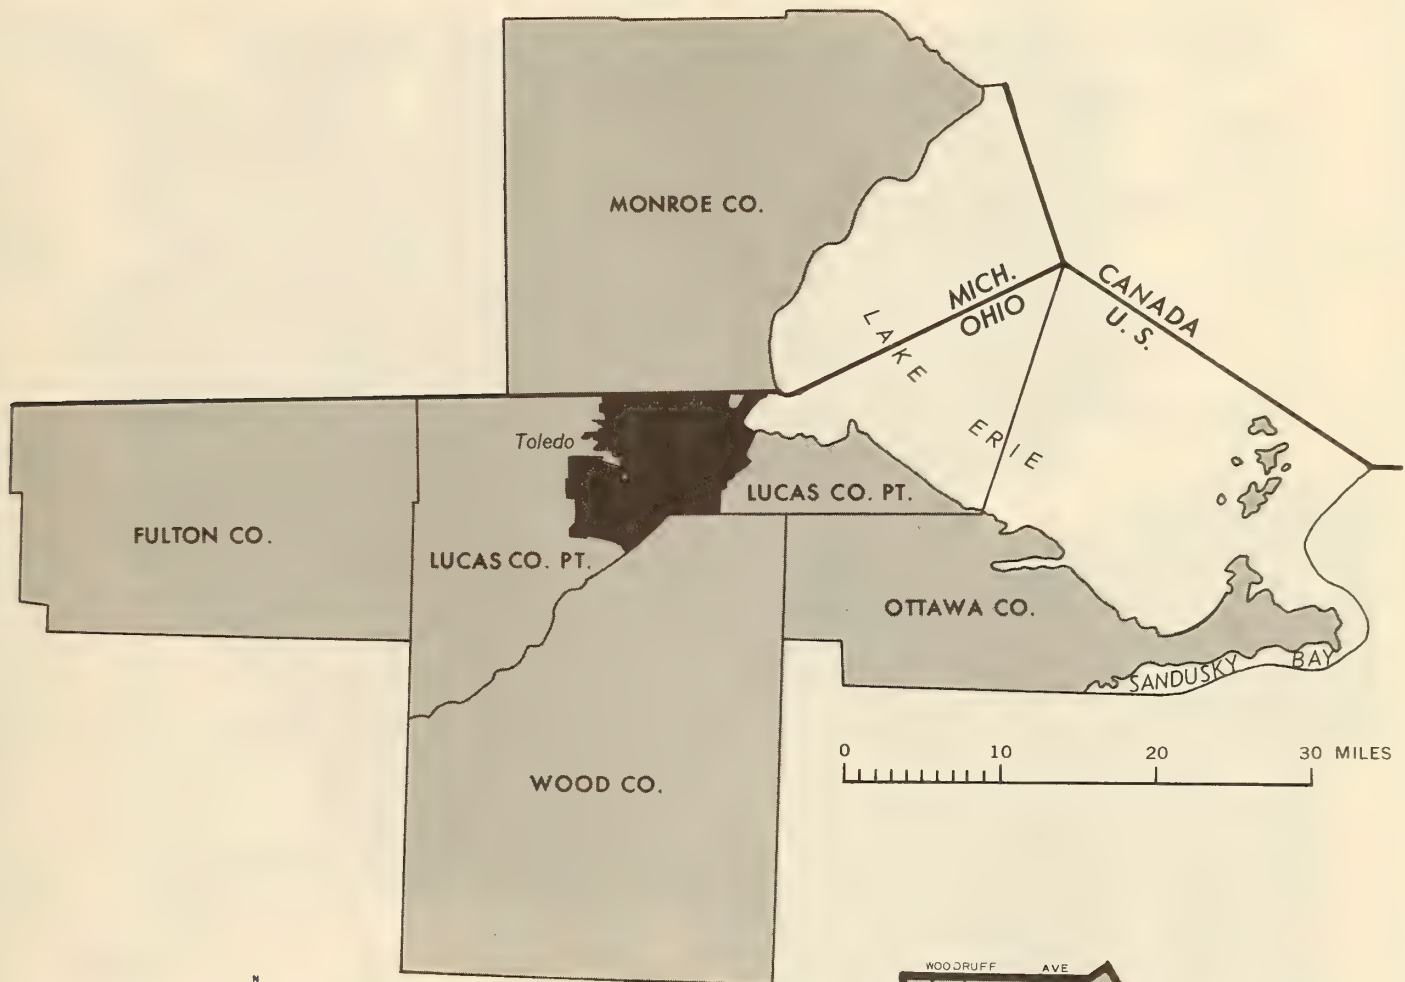 MONROE CO.
MICH.
OHIO
CANADA
U. S.
LAKE ERIE
Toledo
LUCAS CO. PT.
FULTON CO.
LUCAS CO. PT.
OTTAWA CO.
SANDUSKY BAY
WOOD CO.
0 10 20 30 MILES
N
WOODRUFF AVE